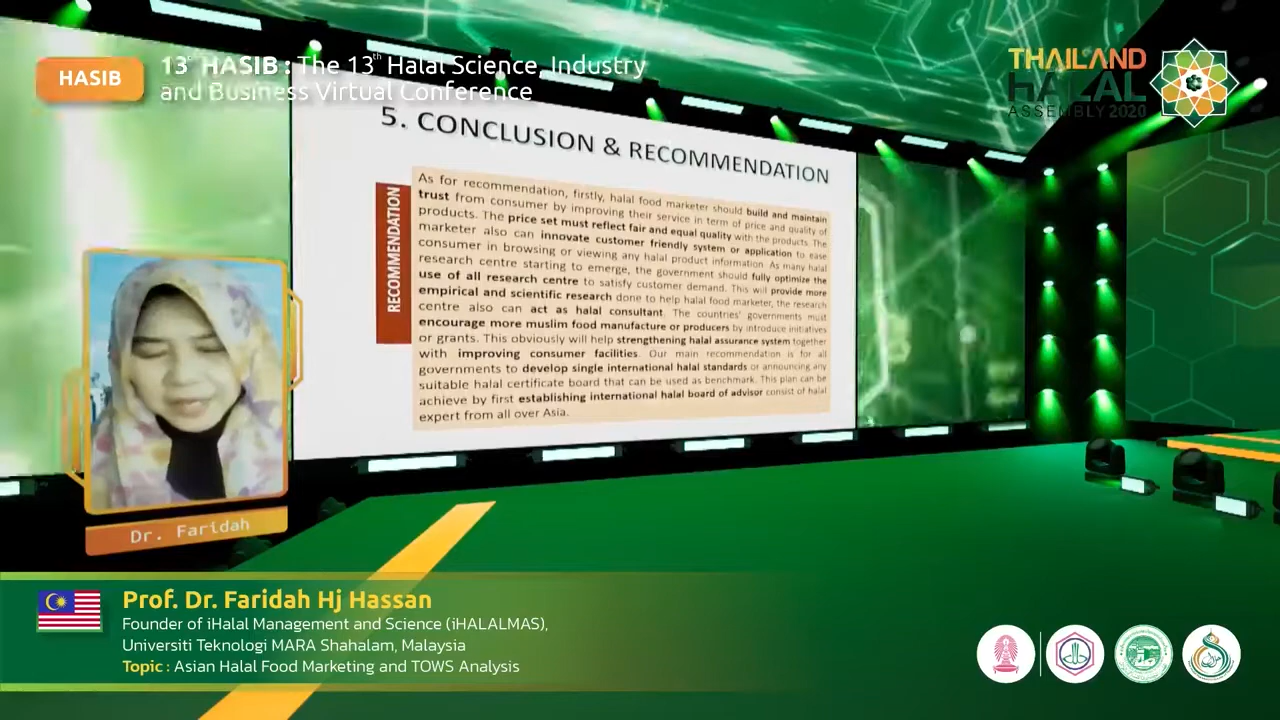 HASIB
13th HASIB : The 13th Halal Science, Industry
and Business Virtual Conference
THAILAND
HALAL
ASSEMBLY 2020
5. CONCLUSION & RECOMMENDATION
RECOMMENDATION
As for recommendation, firstly, halal food marketer should build and maintain
trust from consumer by improving their service in term of price and quality of
products. The price set must reflect fair and equal quality with the products. The
marketer also can innovate customer friendly system or application to ease
consumer in browsing or viewing any halal product information. As many halal
research centre starting to emerge, the government should fully optimize the
use of all research centre to satisfy customer demand. This will provide more
empirical and scientific research done to help halal food marketer, the research
centre also can act as halal consultant. The countries' governments must
encourage more muslim food manufacture or producers by introduce initiatives
or grants. This obviously will help strengthening halal assurance system together
with improving consumer facilities. Our main recommendation is for all
governments to develop single international halal standards or announcing any
suitable halal certificate board that can be used as benchmark. This plan can be
achieve by first establishing international halal board of advisor consist of halal
expert from all over Asia.
Dr. Faridah
Prof. Dr. Faridah Hj Hassan
Founder of iHalal Management and Science (iHALALMAS),
Universiti Teknologi MARA Shahalam, Malaysia
Topic : Asian Halal Food Marketing and TOWS Analysis